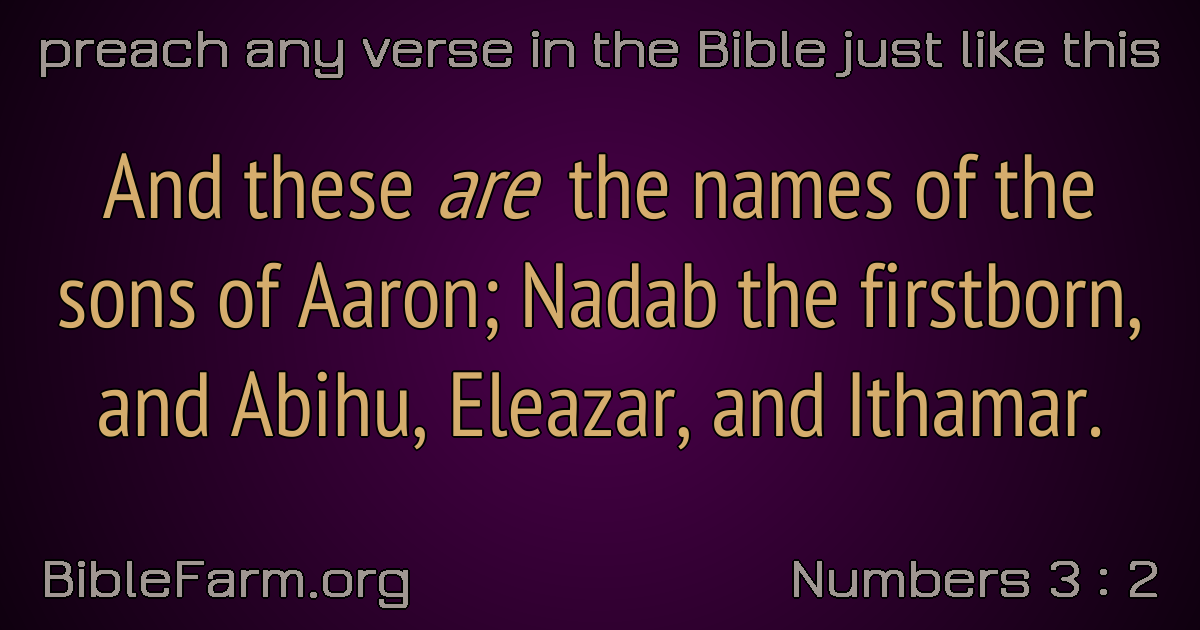 preach any verse in the Bible just like this
And these are the names of the
sons of Aaron; Nadab the firstborn,
and Abihu, Eleazar, and Ithamar.
BibleFarm.org
Numbers 3 : 2